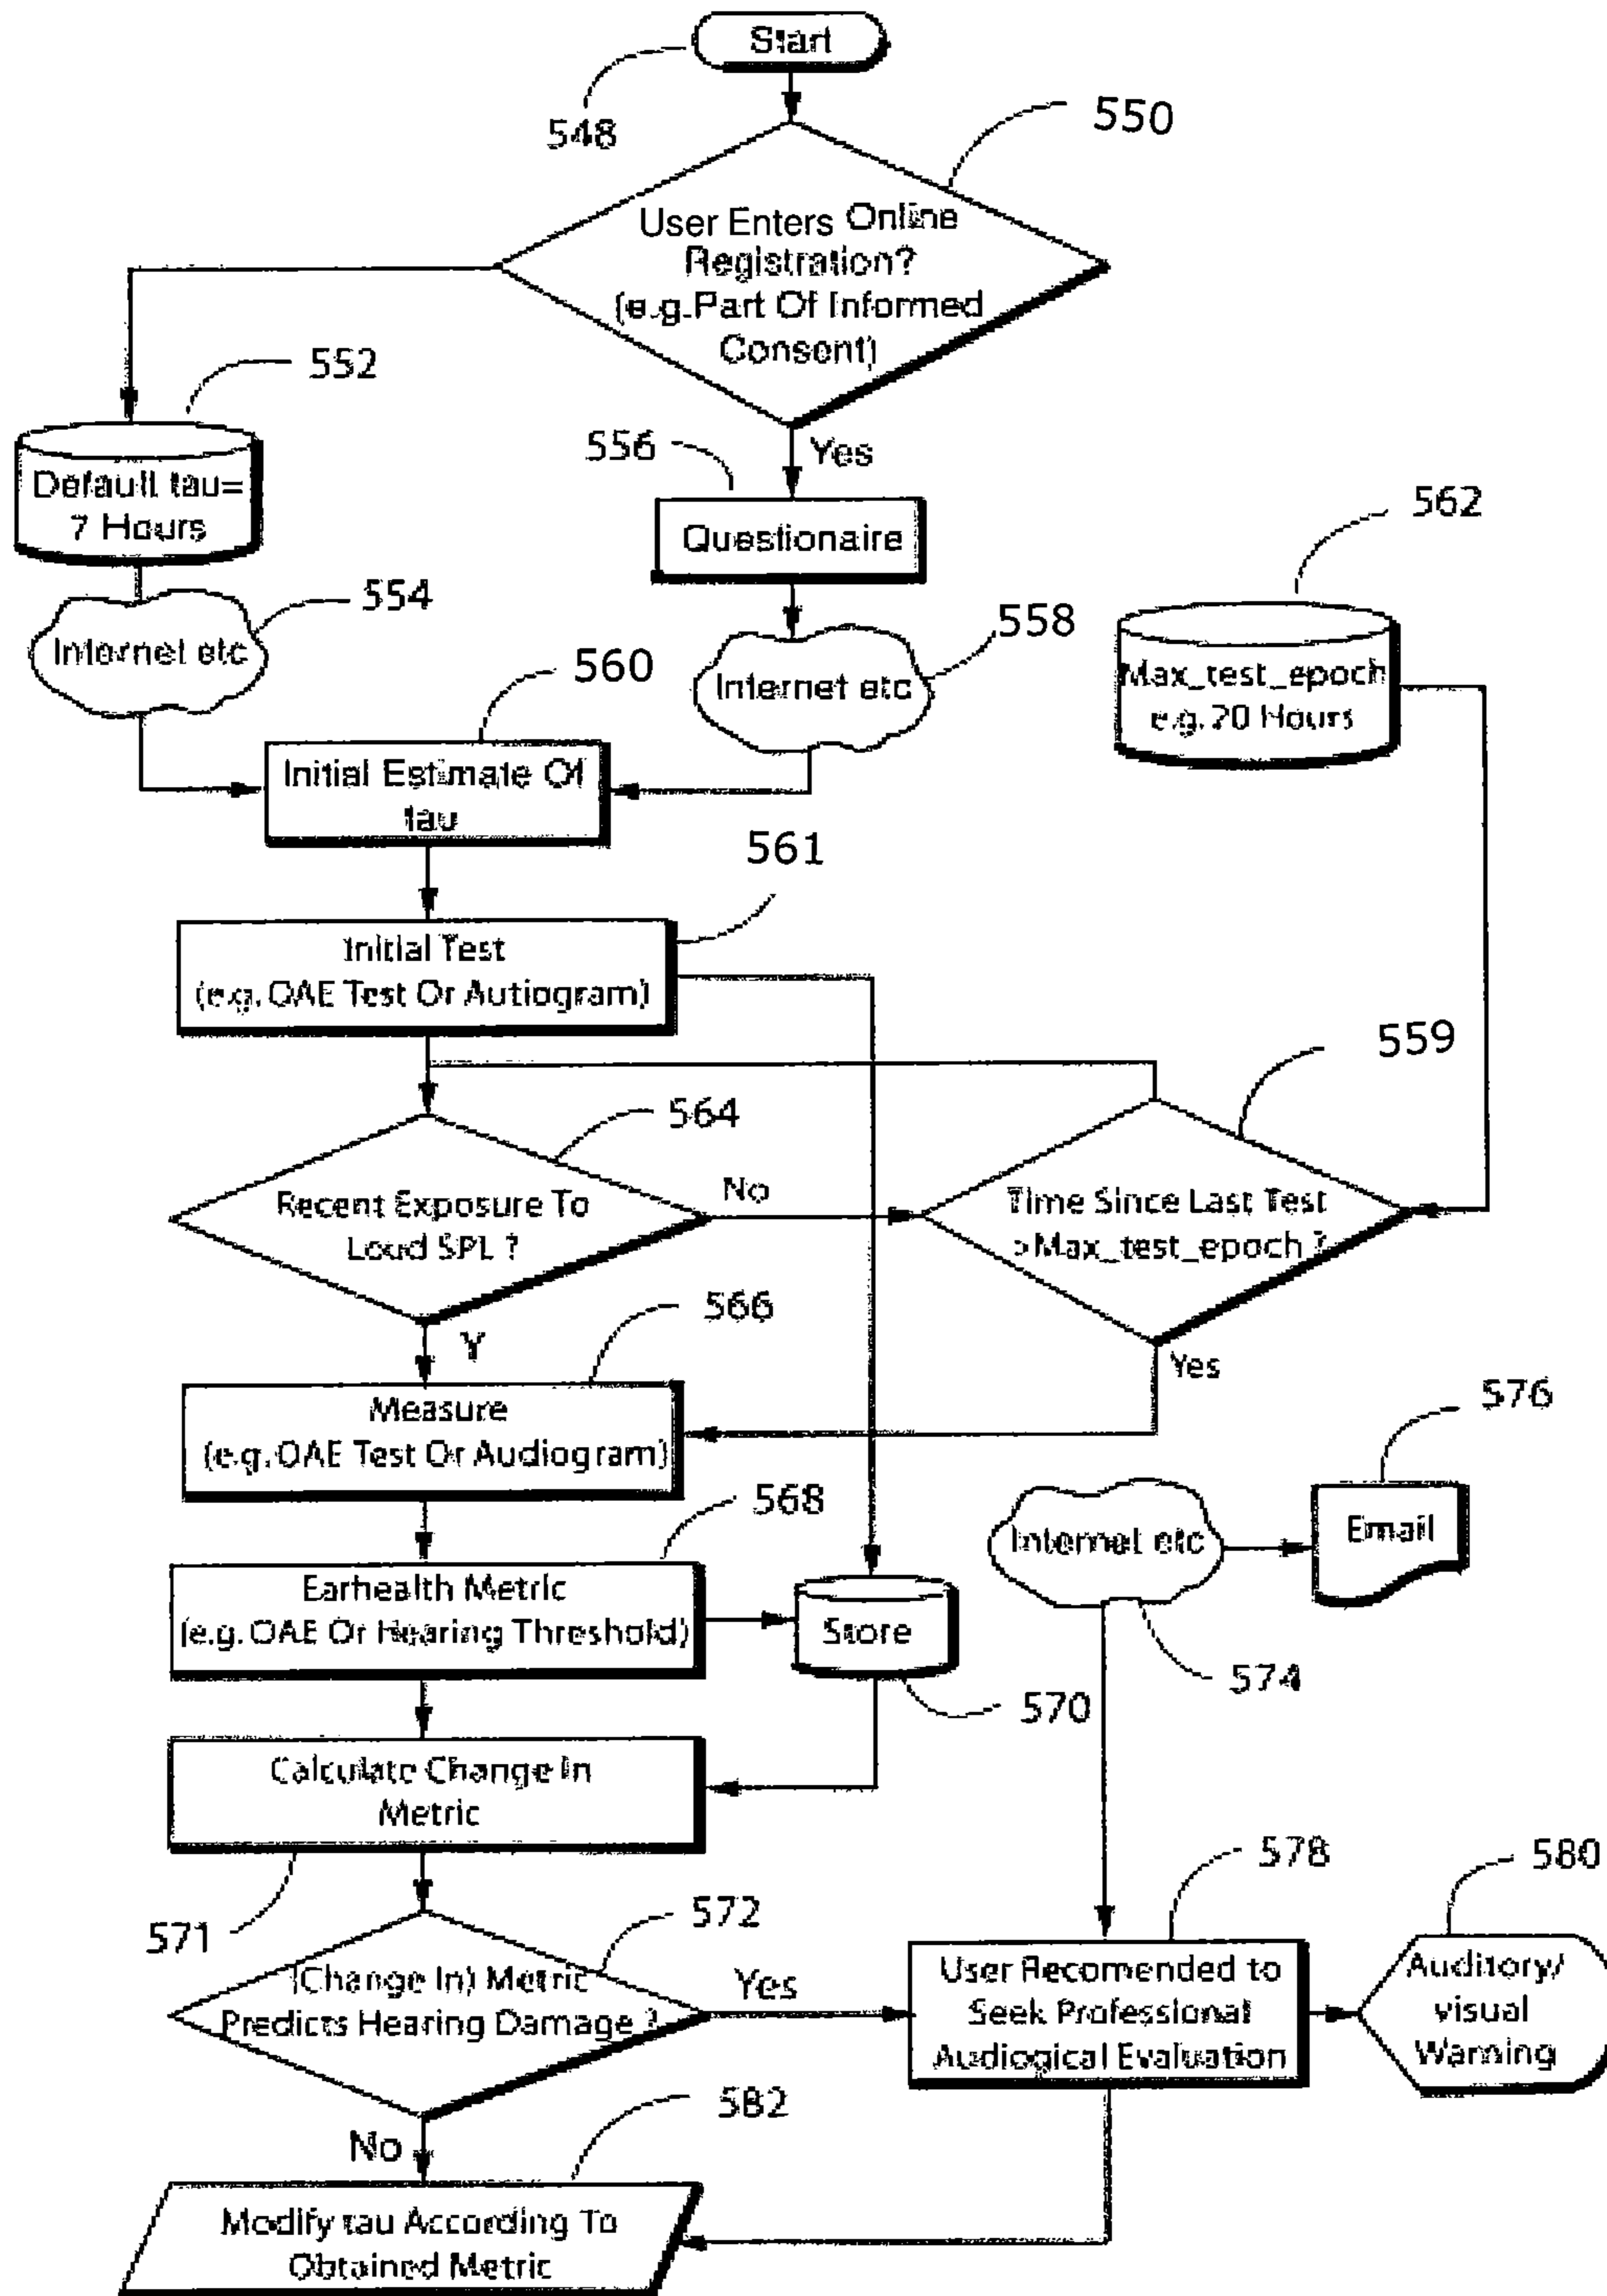 Start
548
550
User Enters Online
Registration?
(e.g.Part Of Informed
Consent)
552
Default tau=
7 Hours
556
Yes
Questionaire
562
Max_test_epoch
e.g. 20 Hours
554
Internet etc
558
Internet etc
560
Initial Estimate Of
tau
561
Initial Test
(e.g. OAE Test Or Autiogram)
559
564
Recent Exposure To
Loud SPL ?
No
Time Since Last Test
>Max_test_epoch ?
566
Y
Yes
Measure
(e.g. OAE Test Or Audiogram)
576
568
Internet etc
Email
Earhealth Metric
(e.g. OAE Or Hearing Threshold)
Store
574
570
Calculate Change In
Metric
571
572
578
580
(Change In) Metric
Predicts Hearing Damage ?
Yes
User Recomended to
Seek Professional
Audiogical Evaluation
Auditory/
visual
Warning
582
No
Modify tau According To
Obtained Metric